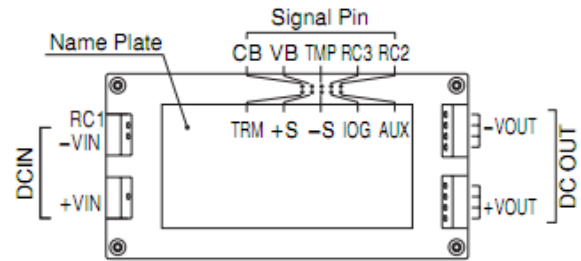 Signal Pin
Name Plate
CB VB TMP RC3 RC2
RC1
TRM +S -S IOG AUX
-VIN
-VOUT
DCIN
DC OUT
+VIN
+VOUT